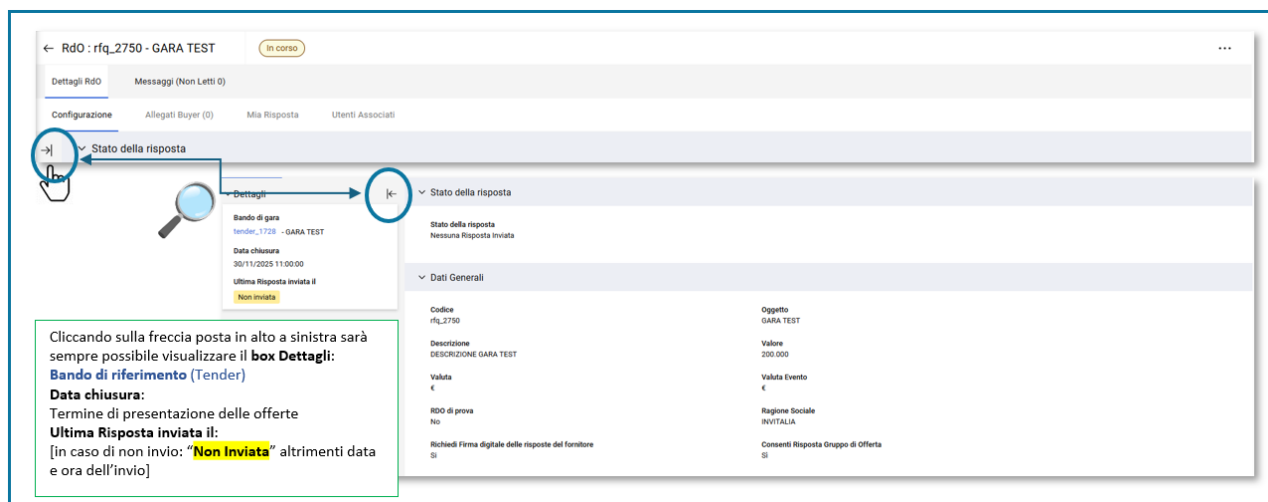 ← RdO : rfq_2750 - GARA TEST In corso ...
Dettagli RdO Messaggi (Non Letti 0)
Configurazione Allegati Buyer (0) Mia Risposta Utenti Associati
Stato della risposta
Dettagli
Bando di gara
tender_1728 - GARA TEST
Data chiusura
30/11/2025 11:00:00
Ultima Risposta inviata il
Non inviata
Stato della risposta
Stato della risposta
Nessuna Risposta Inviata
Dati Generali
Codice
rfq_2750
Oggetto
GARA TEST
Descrizione
DESCRIZIONE GARA TEST
Valore
200.000
Valuta
€
Valuta Evento
€
RDO di prova
No
Ragione Sociale
INVITALIA
Richiedi Firma digitale delle risposte del fornitore
Sì
Consenti Risposta Gruppo di Offerta
Sì
Cliccando sulla freccia posta in alto a sinistra sarà
sempre possibile visualizzare il box Dettagli:
Bando di riferimento (Tender)
Data chiusura:
Termine di presentazione delle offerte
Ultima Risposta inviata il:
[in caso di non invio: “Non Inviata” altrimenti data
e ora dell’invio]